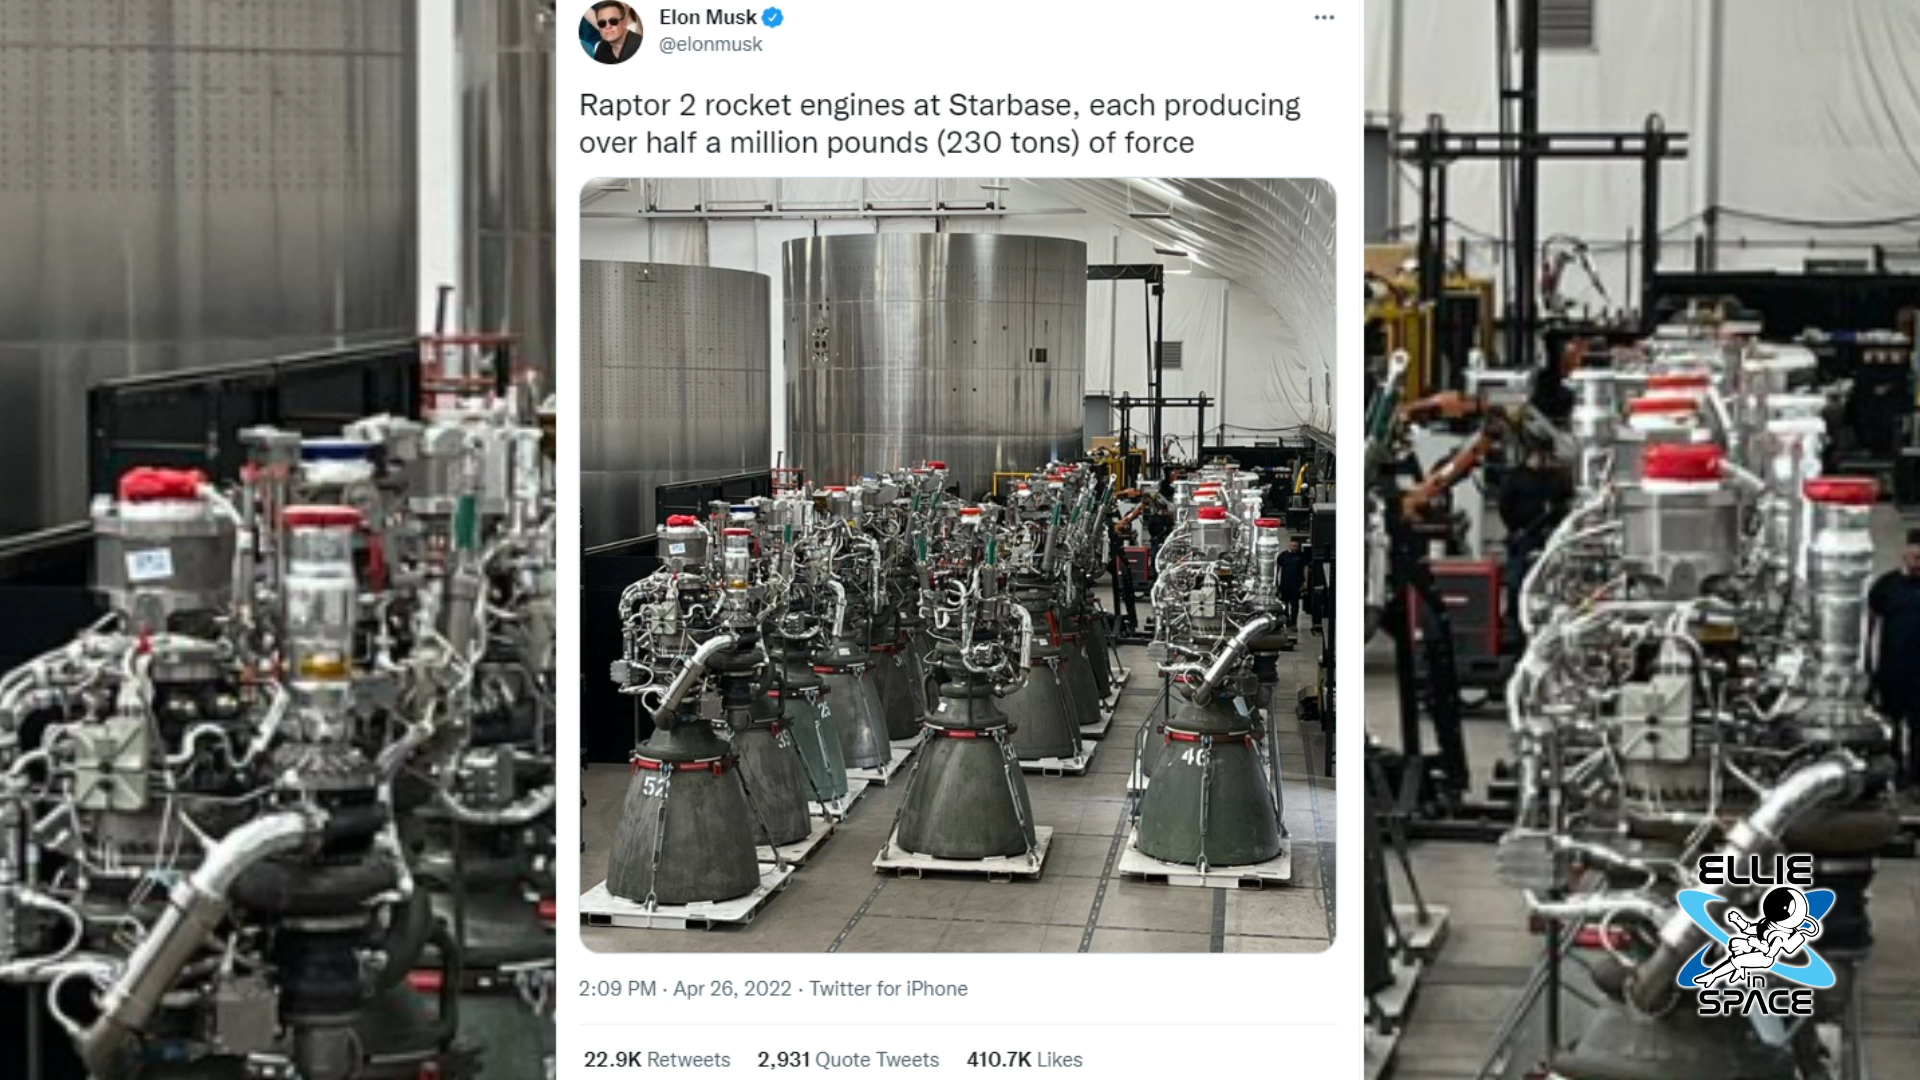 Elon Musk
@elonmusk
Raptor 2 rocket engines at Starbase, each producing
over half a million pounds (230 tons) of force
52
46
2:09 PM · Apr 26, 2022 · Twitter for iPhone
22.9K Retweets 2,931 Quote Tweets 410.7K Likes
ELLIE
in
SPACE